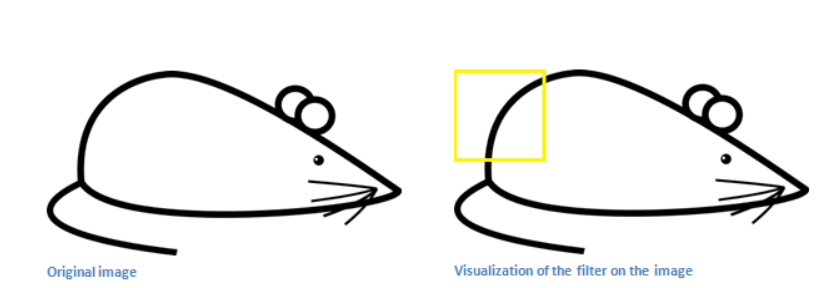 Original image
Visualization of the filter on the image